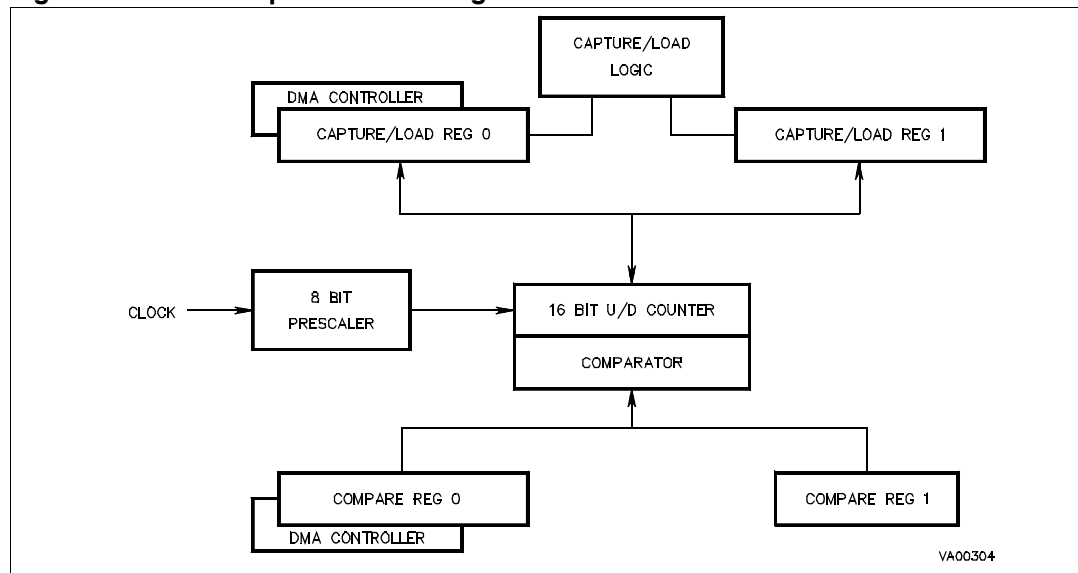 CAPTURE/LOAD
LOGIC
DMA CONTROLLER
CAPTURE/LOAD REG 0
CAPTURE/LOAD REG 1
CLOCK
8 BIT
PRESCALER
16 BIT U/D COUNTER
COMPARATOR
COMPARE REG 0
COMPARE REG 1
DMA CONTROLLER
VA00304